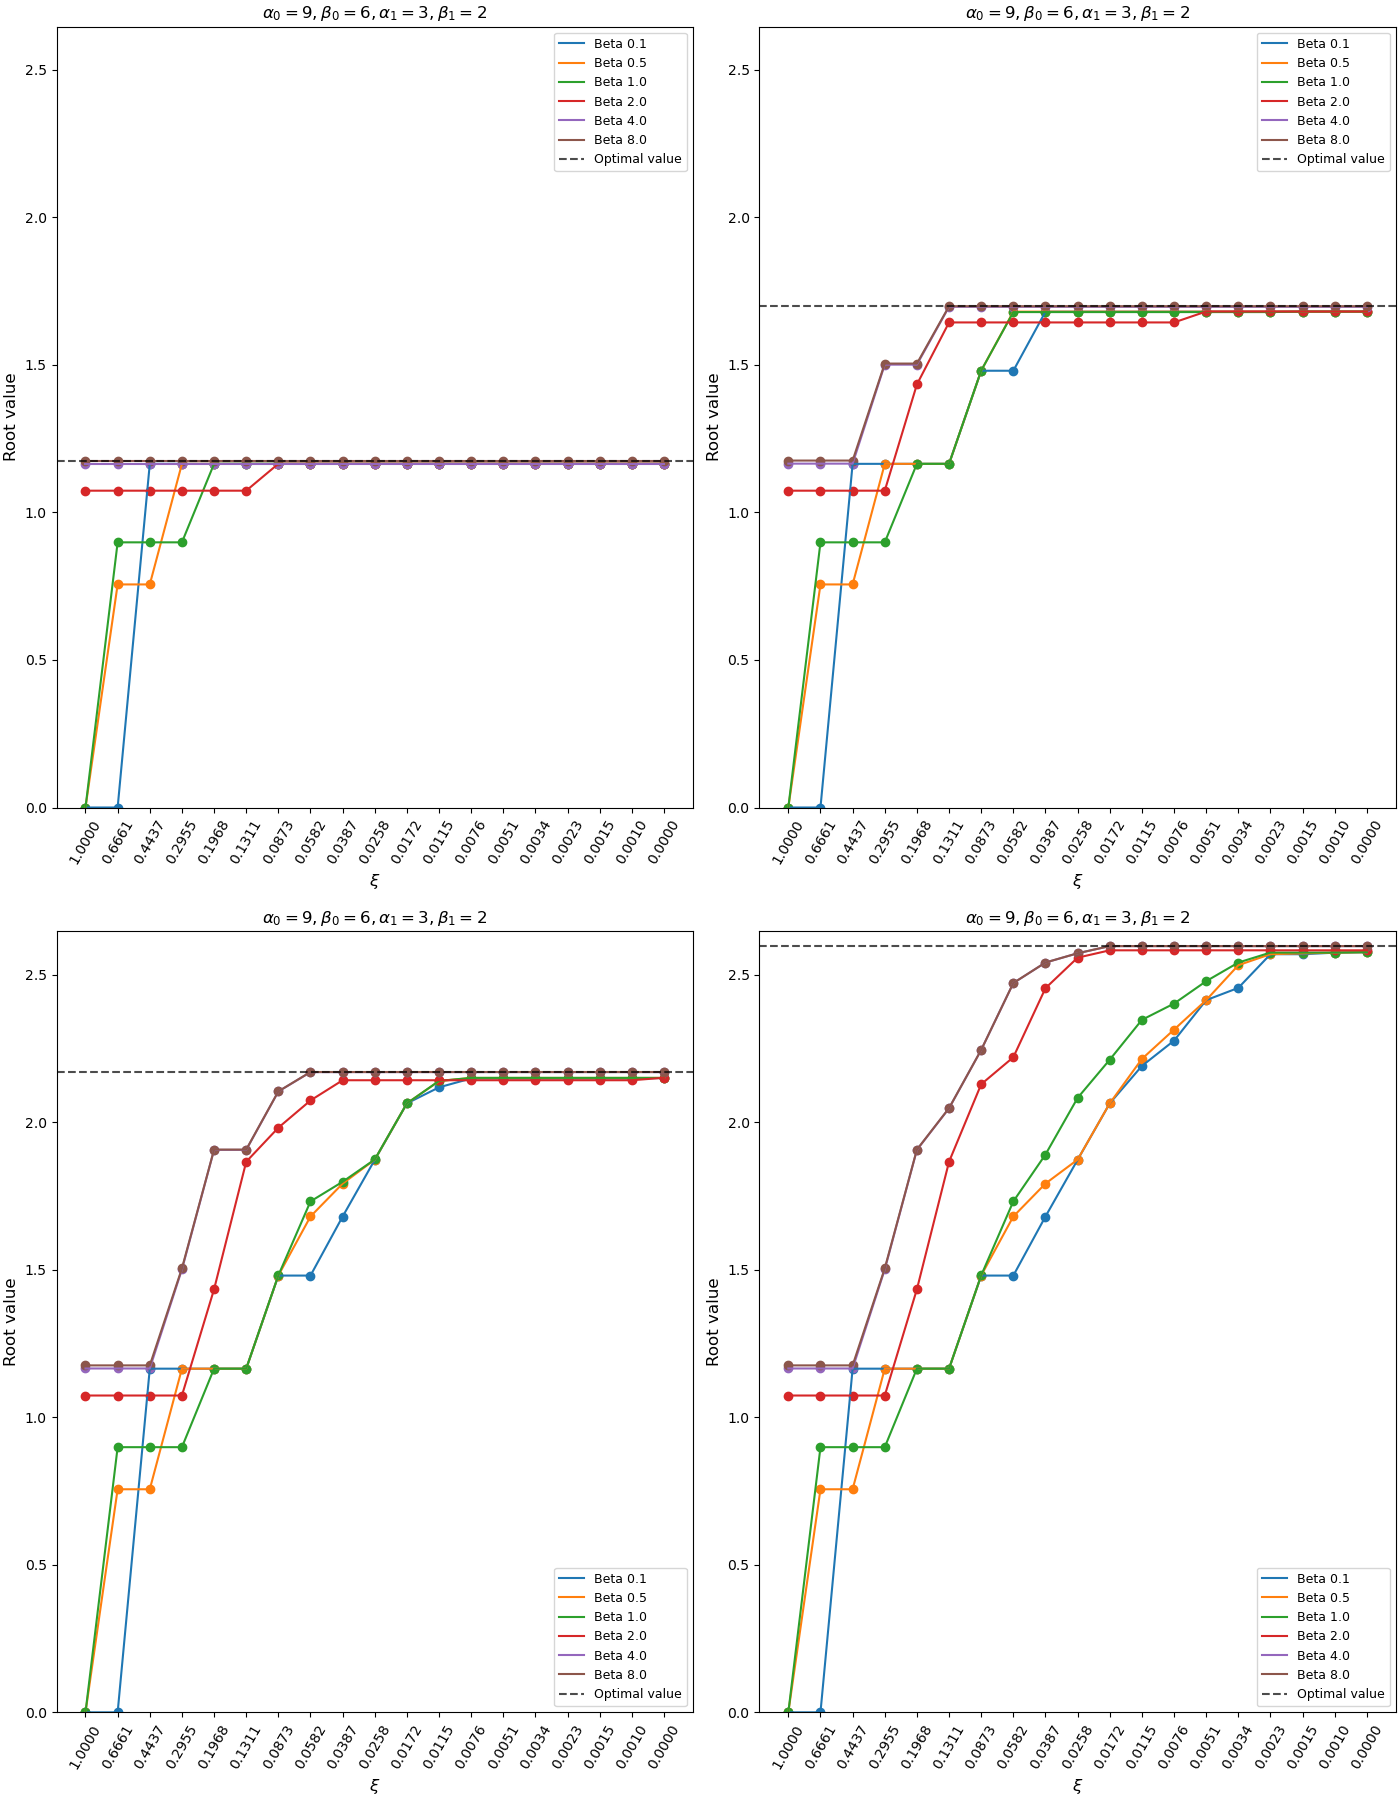 α₀ = 9, β₀ = 6, α₁ = 3, β₁ = 2
2.5
2.0
1.5
1.0
0.5
0.0
Root value
Beta 0.1
Beta 0.5
Beta 1.0
Beta 2.0
Beta 4.0
Beta 8.0
Optimal value
1.0000 0.6661 0.4437 0.2955 0.1968 0.1311 0.0873 0.0582 0.0387 0.0258 0.0172 0.0115 0.0076 0.0051 0.0034 0.0023 0.0015 0.0010 0.0000
ξ
α₀ = 9, β₀ = 6, α₁ = 3, β₁ = 2
2.5
2.0
1.5
1.0
0.5
0.0
Root value
Beta 0.1
Beta 0.5
Beta 1.0
Beta 2.0
Beta 4.0
Beta 8.0
Optimal value
1.0000 0.6661 0.4437 0.2955 0.1968 0.1311 0.0873 0.0582 0.0387 0.0258 0.0172 0.0115 0.0076 0.0051 0.0034 0.0023 0.0015 0.0010 0.0000
ξ
α₀ = 9, β₀ = 6, α₁ = 3, β₁ = 2
2.5
2.0
1.5
1.0
0.5
0.0
Root value
Beta 0.1
Beta 0.5
Beta 1.0
Beta 2.0
Beta 4.0
Beta 8.0
Optimal value
1.0000 0.6661 0.4437 0.2955 0.1968 0.1311 0.0873 0.0582 0.0387 0.0258 0.0172 0.0115 0.0076 0.0051 0.0034 0.0023 0.0015 0.0010 0.0000
ξ
α₀ = 9, β₀ = 6, α₁ = 3, β₁ = 2
2.5
2.0
1.5
1.0
0.5
0.0
Root value
Beta 0.1
Beta 0.5
Beta 1.0
Beta 2.0
Beta 4.0
Beta 8.0
Optimal value
1.0000 0.6661 0.4437 0.2955 0.1968 0.1311 0.0873 0.0582 0.0387 0.0258 0.0172 0.0115 0.0076 0.0051 0.0034 0.0023 0.0015 0.0010 0.0000
ξ